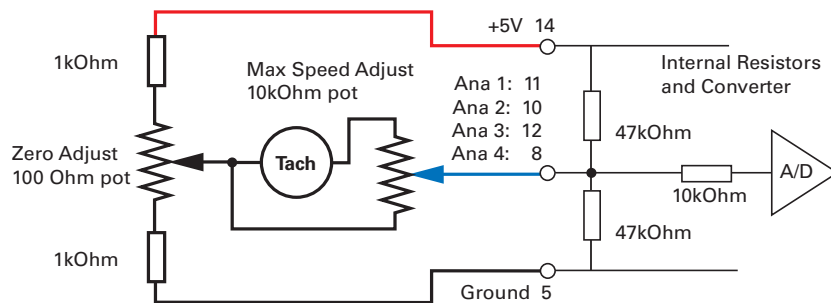 +5V 14
1kOhm
Max Speed Adjust
10kOhm pot
Internal Resistors
and Converter
Ana 1: 11
Ana 2: 10
Ana 3: 12
Ana 4: 8
47kOhm
Zero Adjust
100 Ohm pot
Tach
A/D
10kOhm
47kOhm
1kOhm
Ground 5